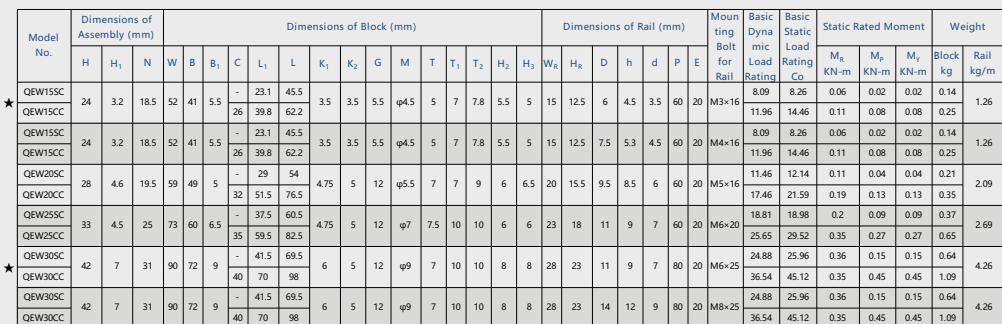 Model No.	Dimensions of Assembly (mm)	Dimensions of Block (mm)	Dimensions of Rail (mm)	Mounting Bolt for Rail	Basic Dynamic Load Rating	Basic Static Load Rating Co	Static Rated Moment	Weight
H	H₁	N	W	B	B₁	C	L₁	L	K₁	K₂	G	M	T	T₁	T₂	H₂	H₃	W_R	H_R	D	h	d	P	E	M_R KN-m	M_P KN-m	M_Y KN-m	Block kg	Rail kg/m
★ QEW15SC	24	3.2	18.5	52	41	5.5	-	23.1	45.5	3.5	3.5	5.5	φ4.5	5	7	7.8	5.5	5	15	12.5	6	4.5	3.5	60	20	M3×16	8.09	8.26	0.06	0.02	0.02	0.14	1.26
QEW15CC	26	39.8	62.2	11.96	14.46	0.11	0.08	0.08	0.25
QEW15SC	24	3.2	18.5	52	41	5.5	-	23.1	45.5	3.5	3.5	5.5	φ4.5	5	7	7.8	5.5	5	15	12.5	7.5	5.3	4.5	60	20	M4×16	8.09	8.26	0.06	0.02	0.02	0.14	1.26
QEW15CC	26	39.8	62.2	11.96	14.46	0.11	0.08	0.08	0.25
QEW20SC	28	4.6	19.5	59	49	5	-	29	54	4.75	5	12	φ5.5	7	7	9	6	6.5	20	15.5	9.5	8.5	6	60	20	M5×16	11.46	12.14	0.11	0.04	0.04	0.21	2.09
QEW20CC	32	51.5	76.5	17.46	21.59	0.19	0.13	0.13	0.35
QEW25SC	33	4.5	25	73	60	6.5	-	37.5	60.5	4.75	5	12	φ7	7.5	10	10	6	6	23	18	11	9	7	60	20	M6×20	18.81	18.98	0.2	0.09	0.09	0.37	2.69
QEW25CC	35	59.5	82.5	25.65	29.52	0.35	0.27	0.27	0.65
★ QEW30SC	42	7	31	90	72	9	-	41.5	69.5	6	5	12	φ9	7	10	10	8	8	28	23	11	9	7	80	20	M6×25	24.88	25.96	0.36	0.15	0.15	0.64	4.26
QEW30CC	40	70	98	36.54	45.12	0.35	0.45	0.45	1.09
QEW30SC	42	7	31	90	72	9	-	41.5	69.5	6	5	12	φ9	7	10	10	8	8	28	23	14	12	9	80	20	M8×25	24.88	25.96	0.36	0.15	0.15	0.64	4.26
QEW30CC	40	70	98	36.54	45.12	0.35	0.45	0.45	1.09